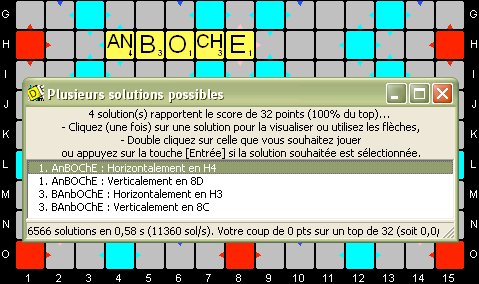 G G
H AN 4 B 3 O 1 CH 3 E 1 H
I I
Plusieurs solutions possibles
4 solution(s) rapportent le score de 32 points (100% du top)...
- Cliquez (une fois) sur une solution pour la visualiser ou utilisez les flèches,
- Double cliquez sur celle que vous souhaitez jouer
ou appuyez sur la touche [Entrée] si la solution souhaitée est sélectionnée.
J J
K K
L L
M M
N N
1. AnBOChE : Horizontalement en H4
1. AnBOChE : Verticalement en 8D
3. BAnbOChE : Horizontalement en H3
3. BAnbOChE : Verticalement en 8C
6566 solutions en 0,58 s (11360 sol/s). Votre coup de 0 pts sur un top de 32 (soit 0,0
O O
1 2 3 4 5 6 7 8 9 10 11 12 13 14 15